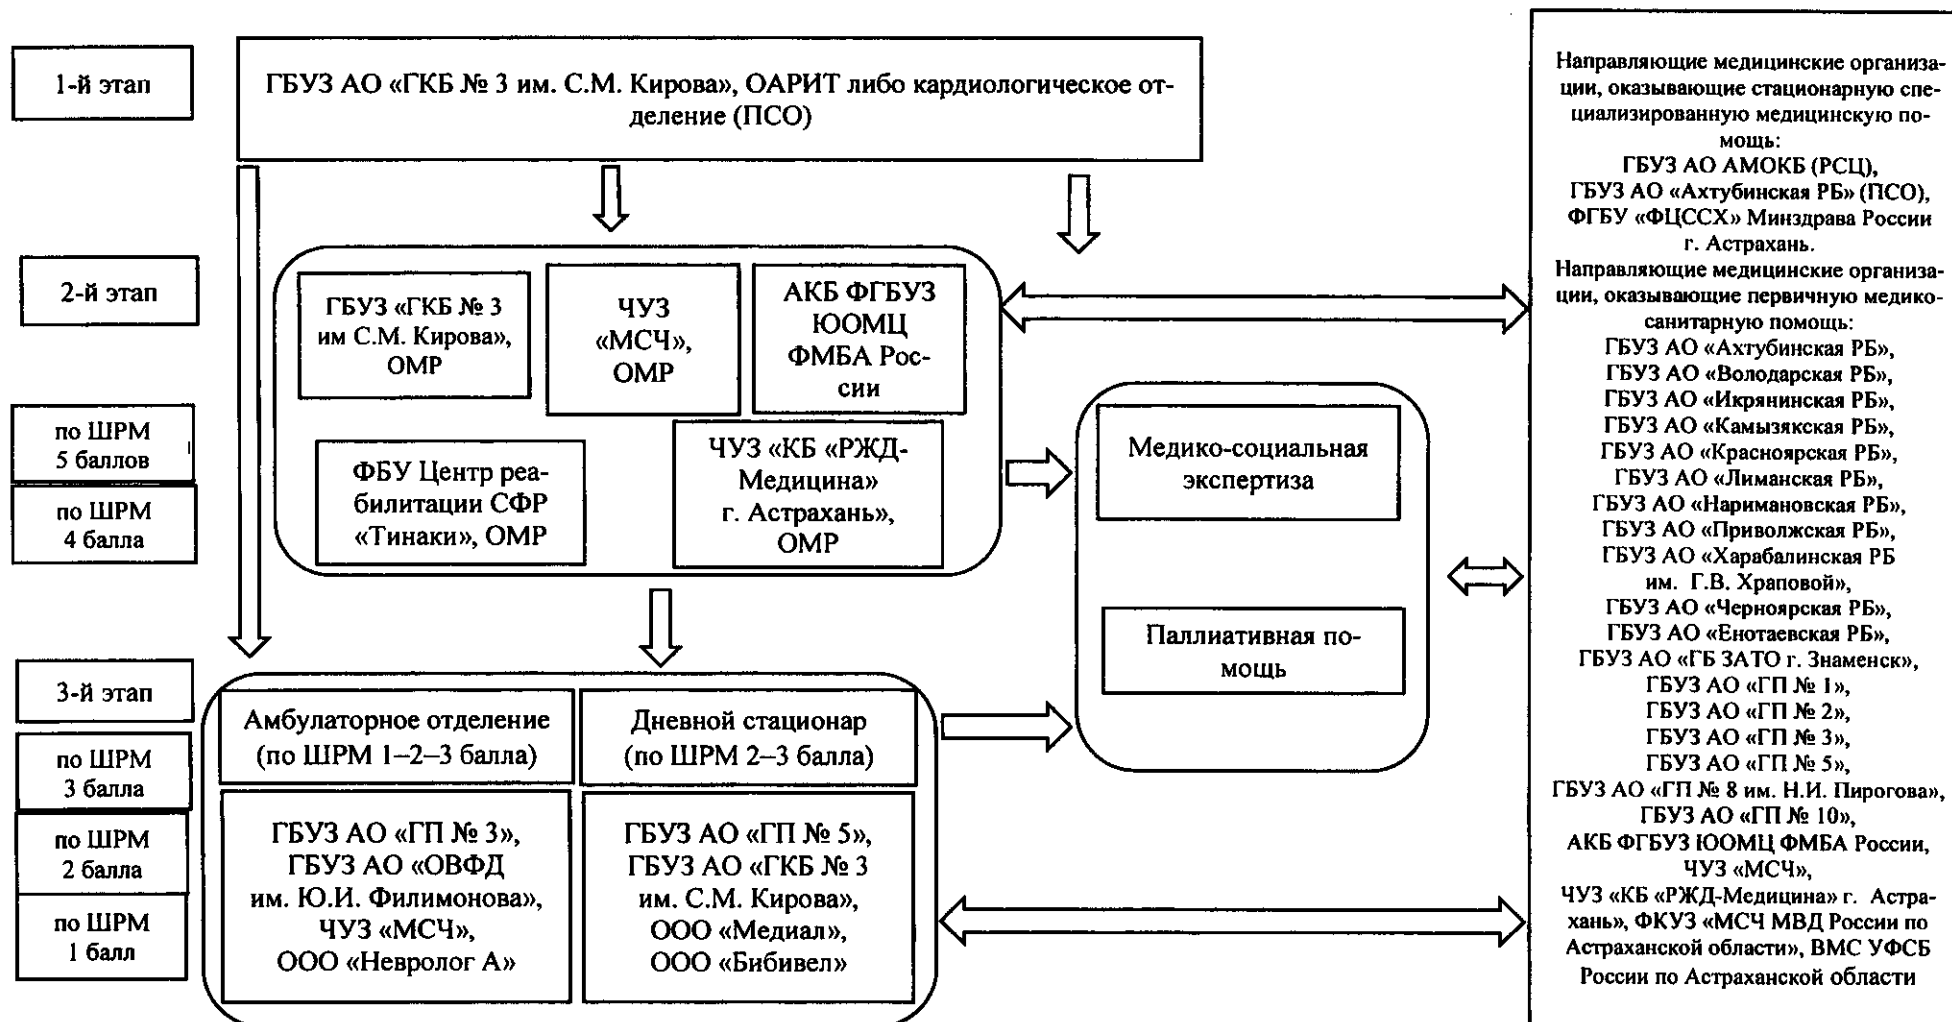 1-й этап
ГБУЗ АО «ГКБ № 3 им. С.М. Кирова», ОАРИТ либо кардиологическое от-
деление (ПСО)
2-й этап
ГБУЗ «ГКБ № 3
им С.М. Кирова»,
ОМР
ЧУЗ
«МСЧ»,
ОМР
АКБ ФГБУЗ
ЮОМЦ
ФМБА Рос-
сии
по ШРМ
5 баллов
по ШРМ
4 балла
ФБУ Центр реа-
билитации СФР
«Тинаки», ОМР
ЧУЗ «КБ «РЖД-
Медицина»
г. Астрахань»,
ОМР
Медико-социальная
экспертиза
Паллиативная по-
мощь
3-й этап
по ШРМ
3 балла
по ШРМ
2 балла
по ШРМ
1 балл
Амбулаторное отделение
(по ШРМ 1–2–3 балла)
Дневной стационар
(по ШРМ 2–3 балла)
ГБУЗ АО «ГП № 3»,
ГБУЗ АО «ОВФД
им. Ю.И. Филимонова»,
ЧУЗ «МСЧ»,
ООО «Невролог А»
ГБУЗ АО «ГП № 5»,
ГБУЗ АО «ГКБ № 3
им. С.М. Кирова»,
ООО «Медиал»,
ООО «Бибивел»
Направляющие медицинские организа-
ции, оказывающие стационарную спе-
циализированную медицинскую по-
мощь:
ГБУЗ АО АМОКБ (РСЦ),
ГБУЗ АО «Ахтубинская РБ» (ПСО),
ФГБУ «ФЦССХ» Минздрава России
г. Астрахань.
Направляющие медицинские организа-
ции, оказывающие первичную медико-
санитарную помощь:
ГБУЗ АО «Ахтубинская РБ»,
ГБУЗ АО «Володарская РБ»,
ГБУЗ АО «Икрянинская РБ»,
ГБУЗ АО «Камызякская РБ»,
ГБУЗ АО «Красноярская РБ»,
ГБУЗ АО «Лиманская РБ»,
ГБУЗ АО «Наримановская РБ»,
ГБУЗ АО «Приволжская РБ»,
ГБУЗ АО «Харабалинская РБ
им. Г.В. Храповой»,
ГБУЗ АО «Черноярская РБ»,
ГБУЗ АО «Енотаевская РБ»,
ГБУЗ АО «ГБ ЗАТО г. Знаменск»,
ГБУЗ АО «ГП № 1»,
ГБУЗ АО «ГП № 2»,
ГБУЗ АО «ГП № 3»,
ГБУЗ АО «ГП № 5»,
ГБУЗ АО «ГП № 8 им. Н.И. Пирогова»,
ГБУЗ АО «ГП № 10»,
АКБ ФГБУЗ ЮОМЦ ФМБА России,
ЧУЗ «МСЧ»,
ЧУЗ «КБ «РЖД-Медицина» г. Астра-
хань», ФКУЗ «МСЧ МВД России по
Астраханской области», ВМС УФСБ
России по Астраханской области